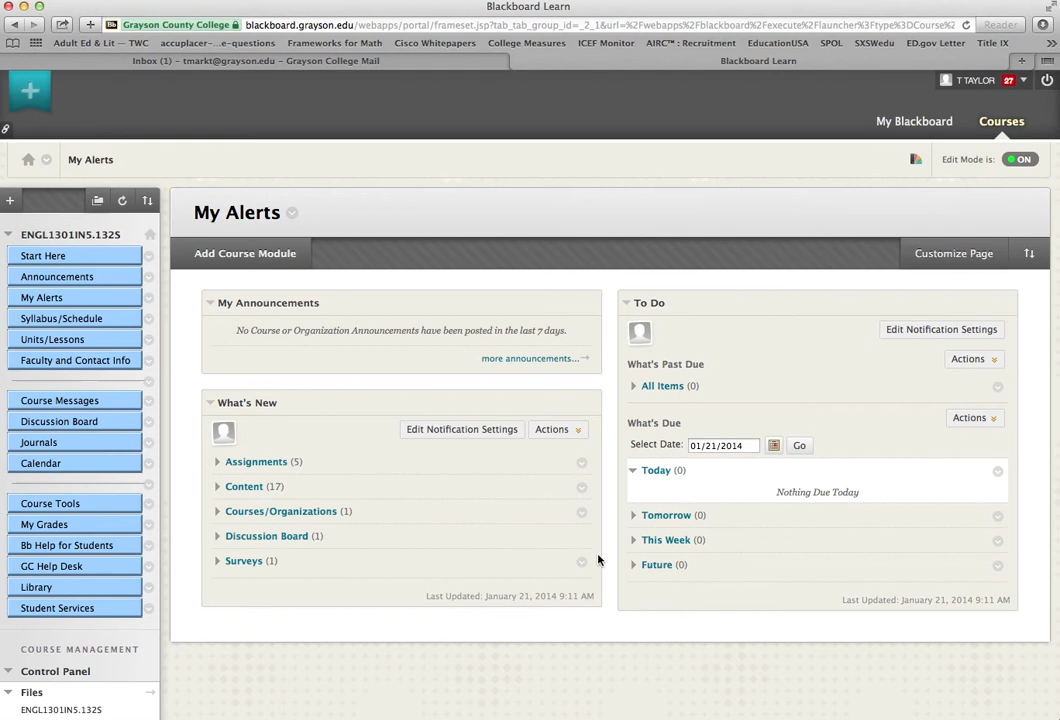 Blackboard Learn
Bb Grayson County College blackboard.grayson.edu/webapps/portal/frameset.jsp?tab_tab_group_id=_2_1&url=%2Fwebapps%2Fblackboard%2Fexecute%2Flauncher%3Ftype%3DCourse% Reader
Adult Ed & Lit — TWC accuplacer-...e-questions Frameworks for Math Cisco Whitepapers College Measures ICEF Monitor AIRC™ : Recruitment EducationUSA SPOL SXSWedu ED.gov Letter Title IX
Inbox (1) – tmarkt@grayson.edu – Grayson College Mail Blackboard Learn
T TAYLOR 27
My Blackboard Courses
My Alerts Edit Mode is: ON
ENGL1301IN5.132S
Start Here
Announcements
My Alerts
Syllabus/Schedule
Units/Lessons
Faculty and Contact Info
Course Messages
Discussion Board
Journals
Calendar
Course Tools
My Grades
Bb Help for Students
GC Help Desk
Library
Student Services
COURSE MANAGEMENT
Control Panel
Files
ENGL1301IN5.132S
My Alerts
Add Course Module Customize Page
My Announcements
No Course or Organization Announcements have been posted in the last 7 days.
more announcements...
What's New
Edit Notification Settings Actions
Assignments (5)
Content (17)
Courses/Organizations (1)
Discussion Board (1)
Surveys (1)
Last Updated: January 21, 2014 9:11 AM
To Do
Edit Notification Settings
What's Past Due Actions
All Items (0)
What's Due Actions
Select Date: 01/21/2014 Go
Today (0)
Nothing Due Today
Tomorrow (0)
This Week (0)
Future (0)
Last Updated: January 21, 2014 9:11 AM